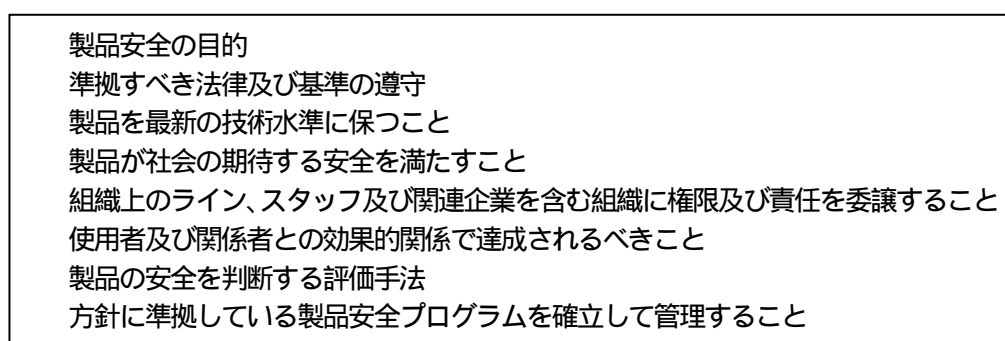 製品安全の目的
準拠すべき法律及び基準の遵守
製品を最新の技術水準に保つこと
製品が社会の期待する安全を満たすこと
組織上のライン、スタッフ及び関連企業を含む組織に権限及び責任を委譲すること
使用者及び関係者との効果的関係で達成されるべきこと
製品の安全を判断する評価手法
方針に準拠している製品安全プログラムを確立して管理すること